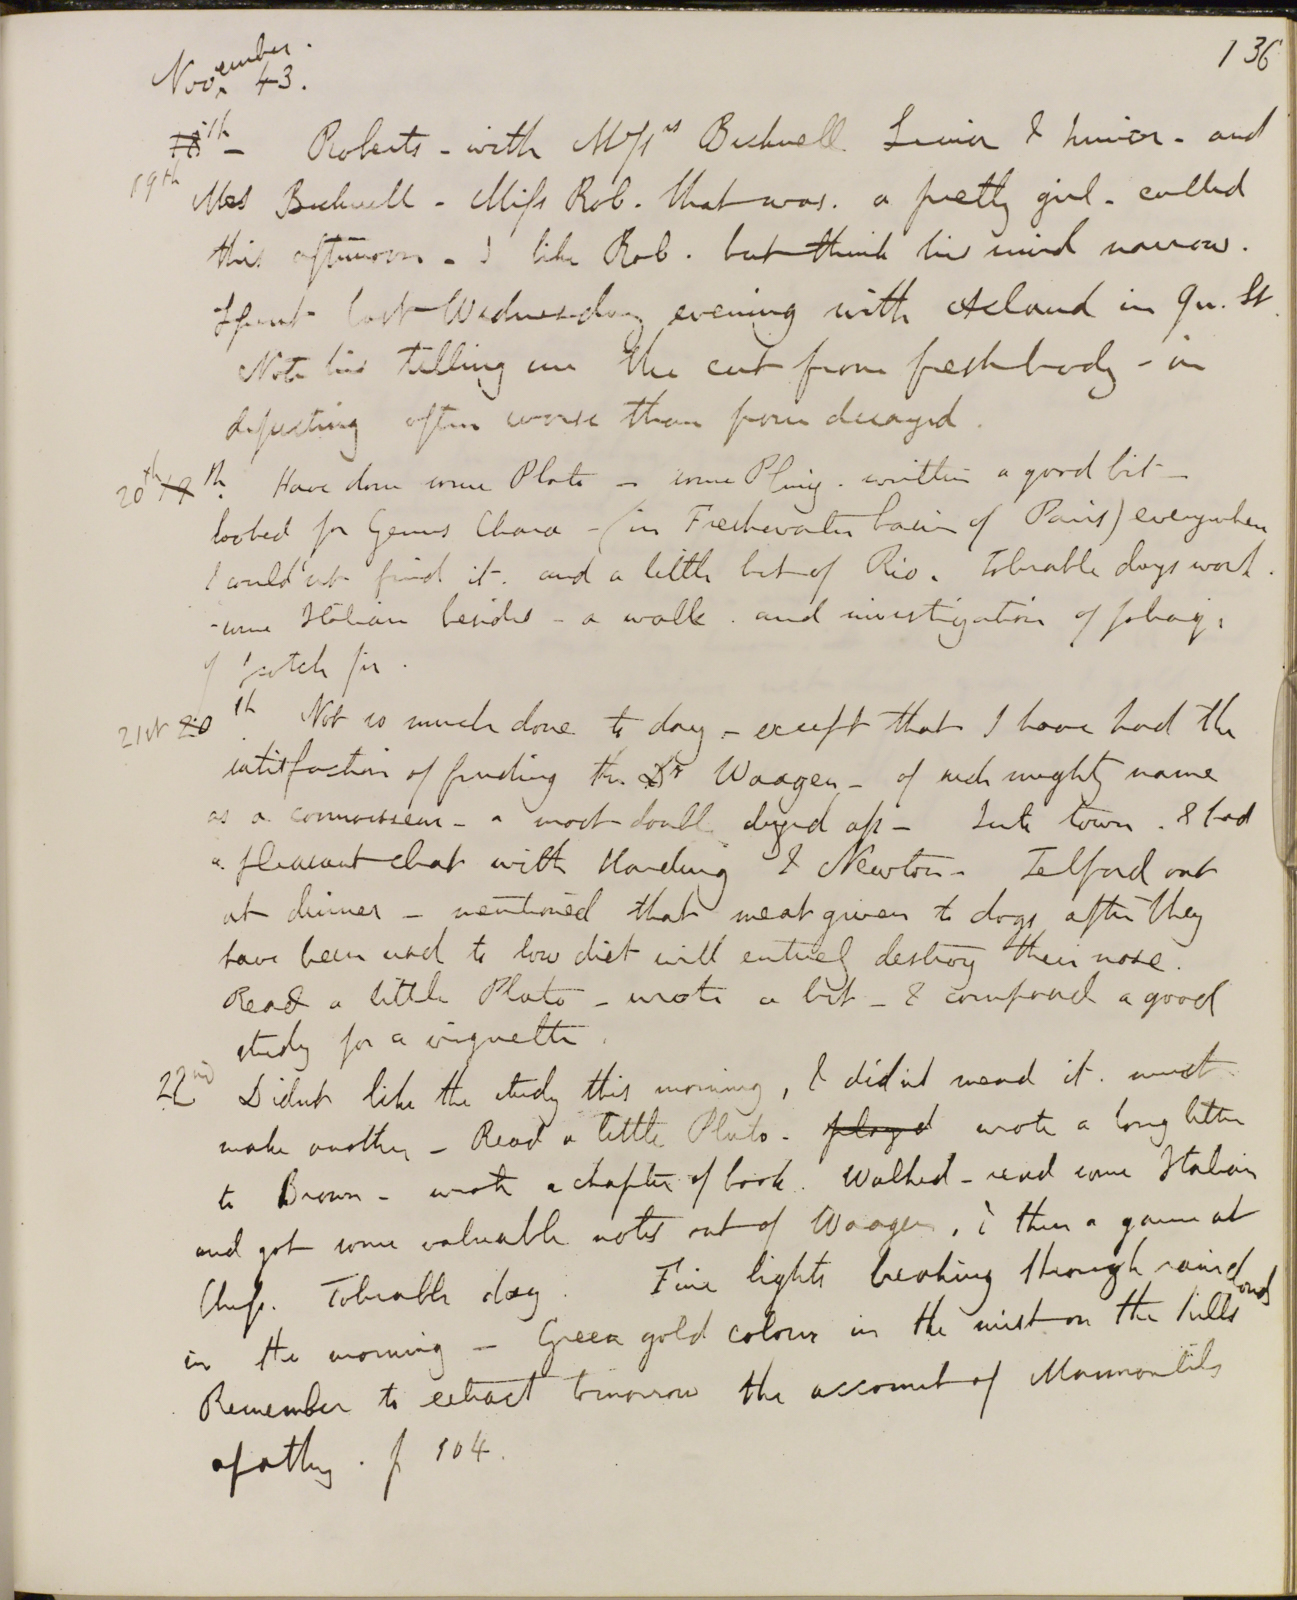 136
November. 43.
18th – Roberts – with Messrs Bicknell Senior & Junior – and
19th Mrs Bicknell – Miss Rob. that was. a pretty girl – called
this afternoon – I like Rob. but think his mind narrow.
Spent last Wednesday evening with Acland in Qu. St.
Note his telling me the cut from fresh body – in
dissecting often worse than from decayed.
20th 19th. Have done some Plato – some Pliny. written a good bit –
looked for Genus Chara – (in Freshwater basin of Paris) everywhere
& could'nt find it. and a little bit of Rio. Tolerable days work.
– some Italian besides – a walk. and investigation of foliage
of Scotch fir.
21st 20th Not so much done to day – except that I have had the
satisfaction of finding the Dr Waagen – of such mighty name
as a connoisseur – a most double dyed ass – Into town. & had
a pleasant chat with Harding & Newton – Telford out
at dinner – mentioned that meat given to dogs after they
have been used to low diet will entirely destroy their nose.
Read a little Plato – wrote a bit – & composed a good
study for a vignette.
22nd Didnt like the study this morning, & did'nt mend it. must
make another – Read a little Plato – played wrote a long letter
to Brown – wrote a chapter of book. Walked – read some Italian
and got some valuable notes out of Waagen, & then a game at
Chess. Tolerable day. Fine lights breaking through rainclouds
in the morning – Green gold colour in the mist on the hills
Remember to extract tomorrow the account of Marmontel's
apathy. p 104.